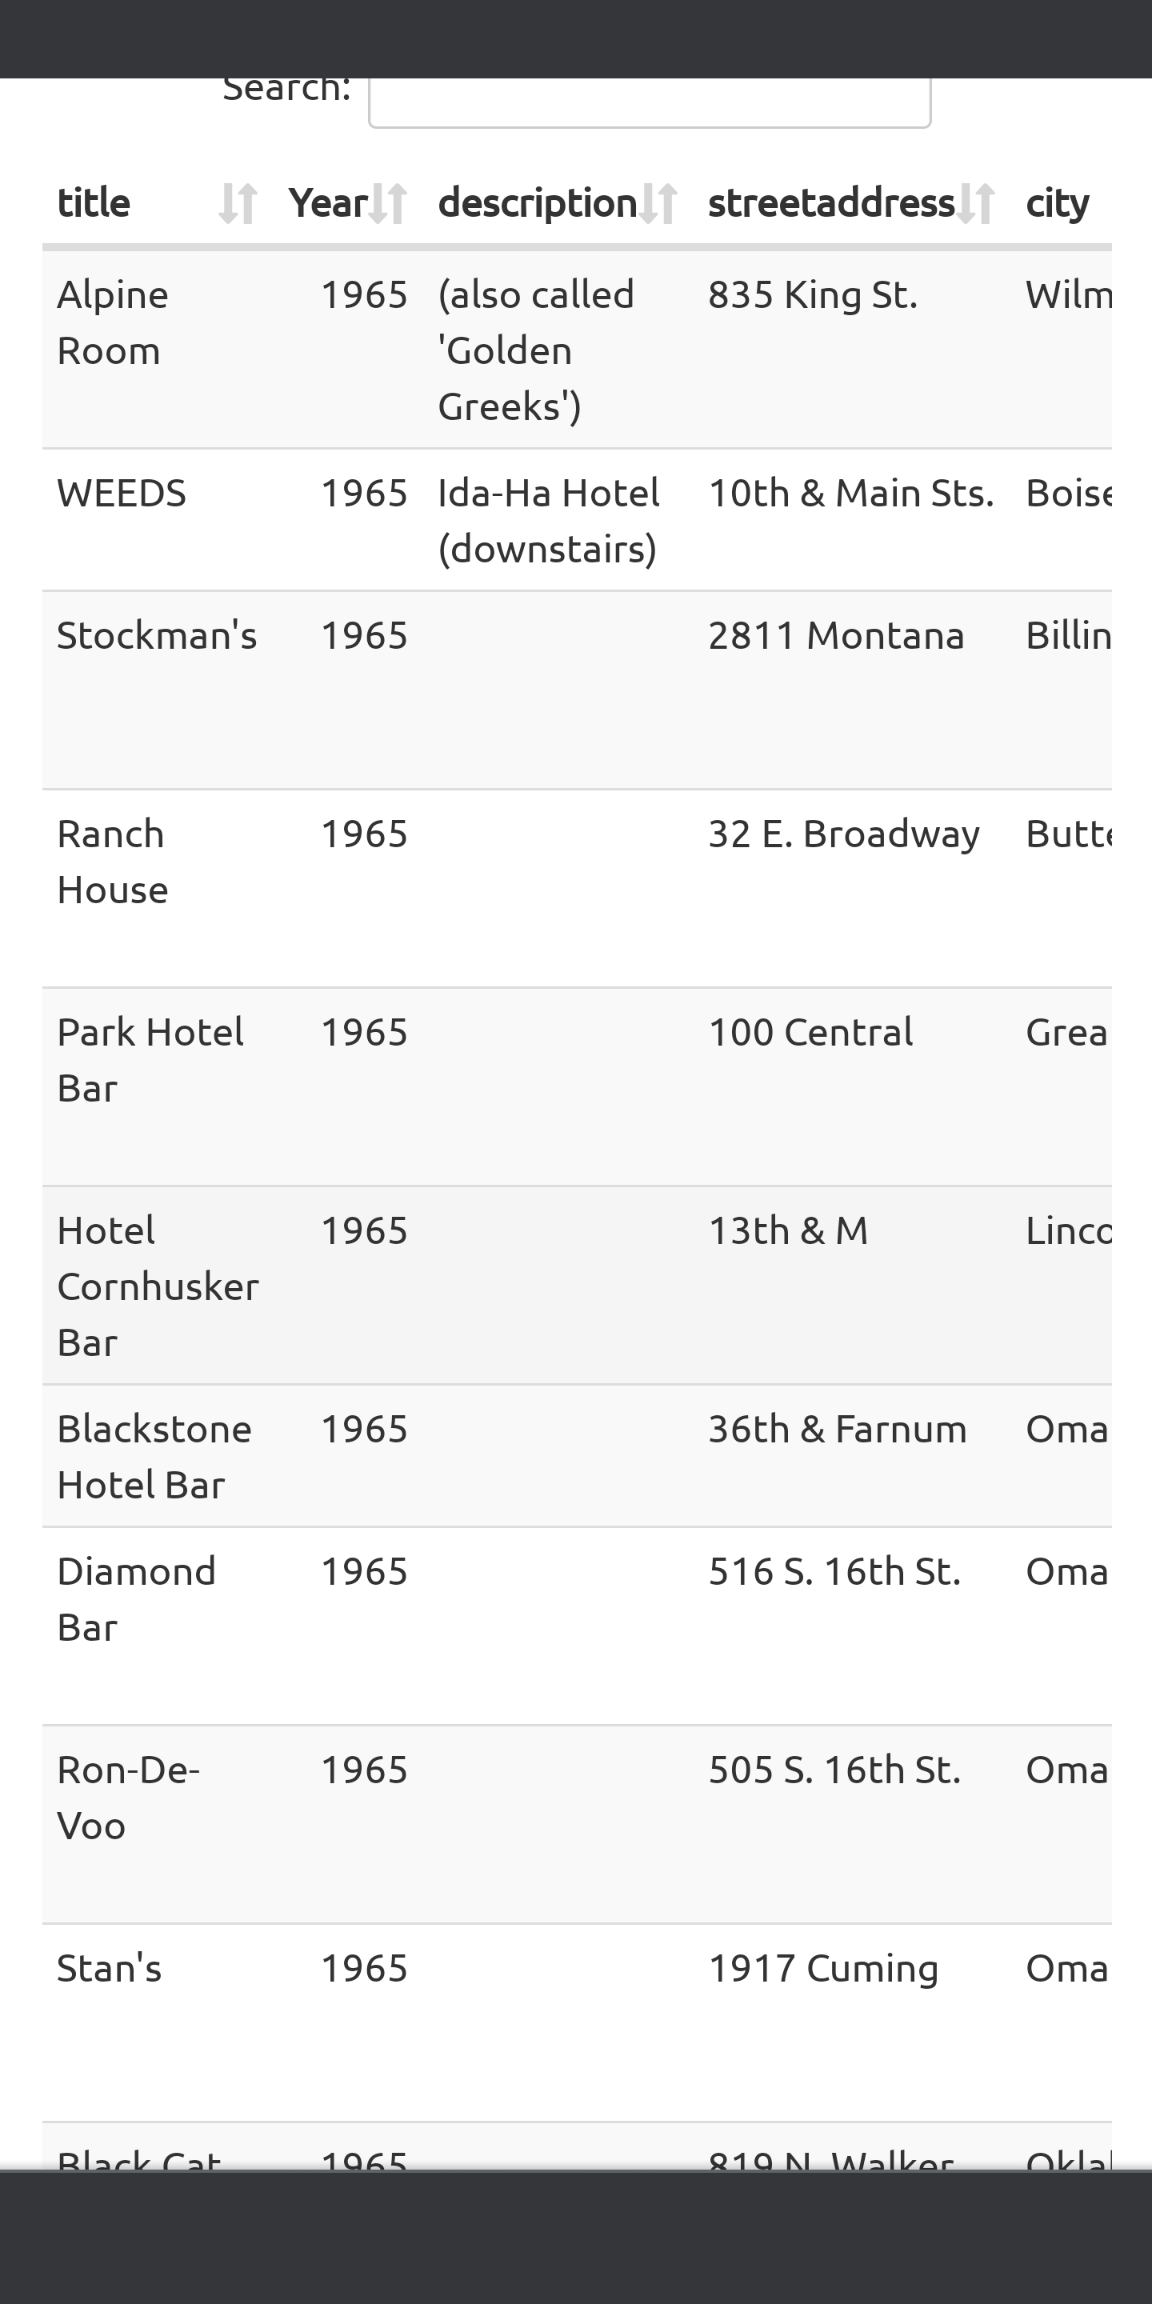 Search:
title Year description streetaddress city
Alpine 1965 (also called 835 King St. Wilm
Room 'Golden
Greeks')
WEEDS 1965 Ida-Ha Hotel 10th & Main Sts. Boise
(downstairs)
Stockman's 1965 2811 Montana Billin
Ranch 1965 32 E. Broadway Butte
House
Park Hotel 1965 100 Central Grea
Bar
Hotel 1965 13th & M Linco
Cornhusker
Bar
Blackstone 1965 36th & Farnum Oma
Hotel Bar
Diamond 1965 516 S. 16th St. Oma
Bar
Ron-De- 1965 505 S. 16th St. Oma
Voo
Stan's 1965 1917 Cuming Oma
Black Cat 1965 819 N. Walker Okla